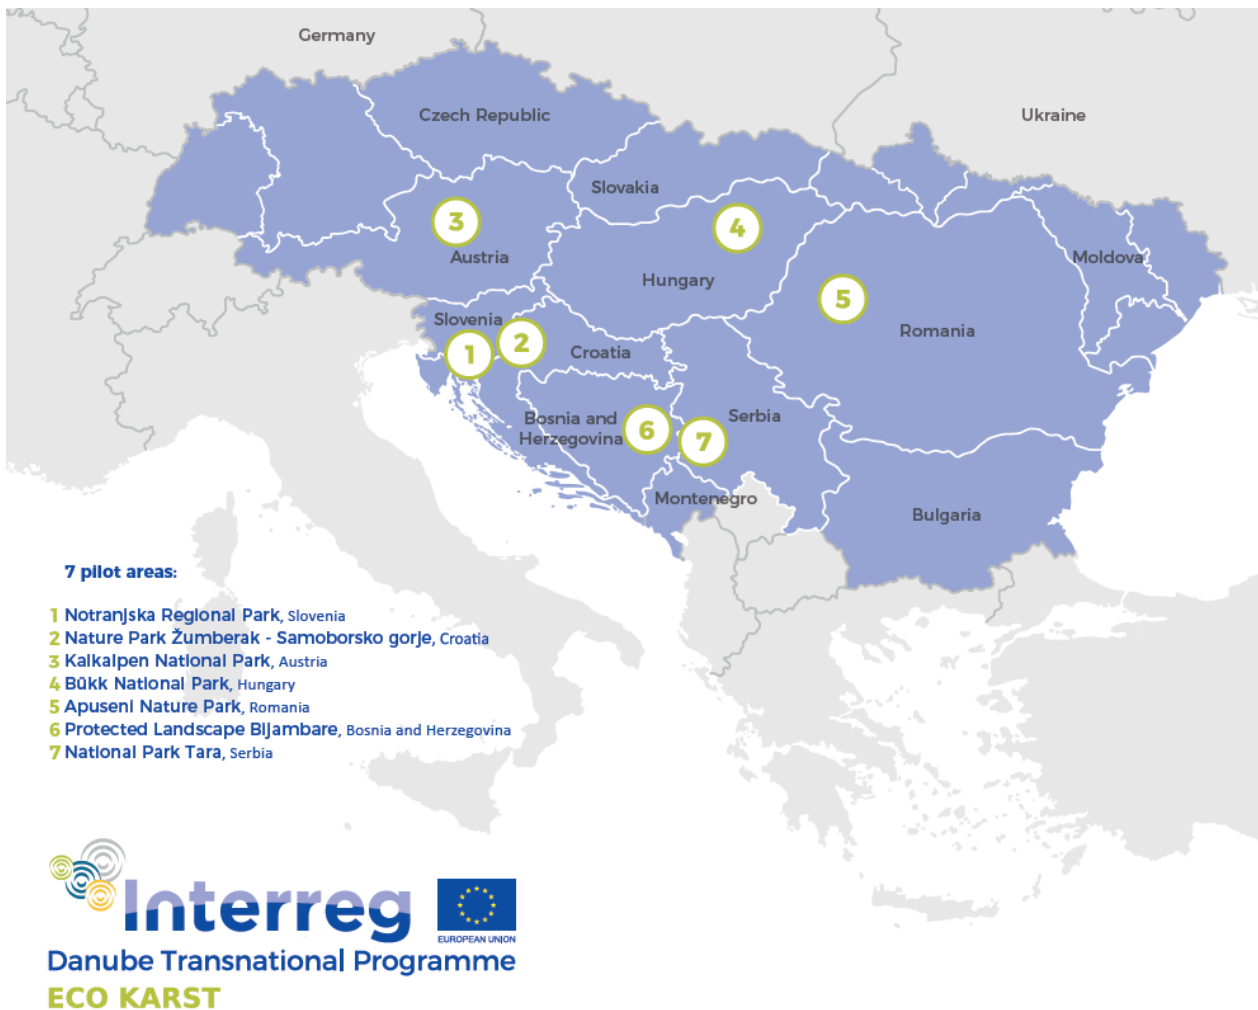 Germany
Czech Republic
Ukraine
Slovakia
3
4
Austria
Moldova
Hungary
5
Slovenia
Romania
2
1
Croatia
Bosnia and
Herzegovina
6
7
Serbia
Montenegro
Bulgaria
7 pilot areas:
1 Notranjska Regional Park, Slovenia
2 Nature Park Žumberak - Samoborsko gorje, Croatia
3 Kalkalpen National Park, Austria
4 Bükk National Park, Hungary
5 Apuseni Nature Park, Romania
6 Protected Landscape Bijambare, Bosnia and Herzegovina
7 National Park Tara, Serbia
Interreg
EUROPEAN UNION
Danube Transnational Programme
ECO KARST